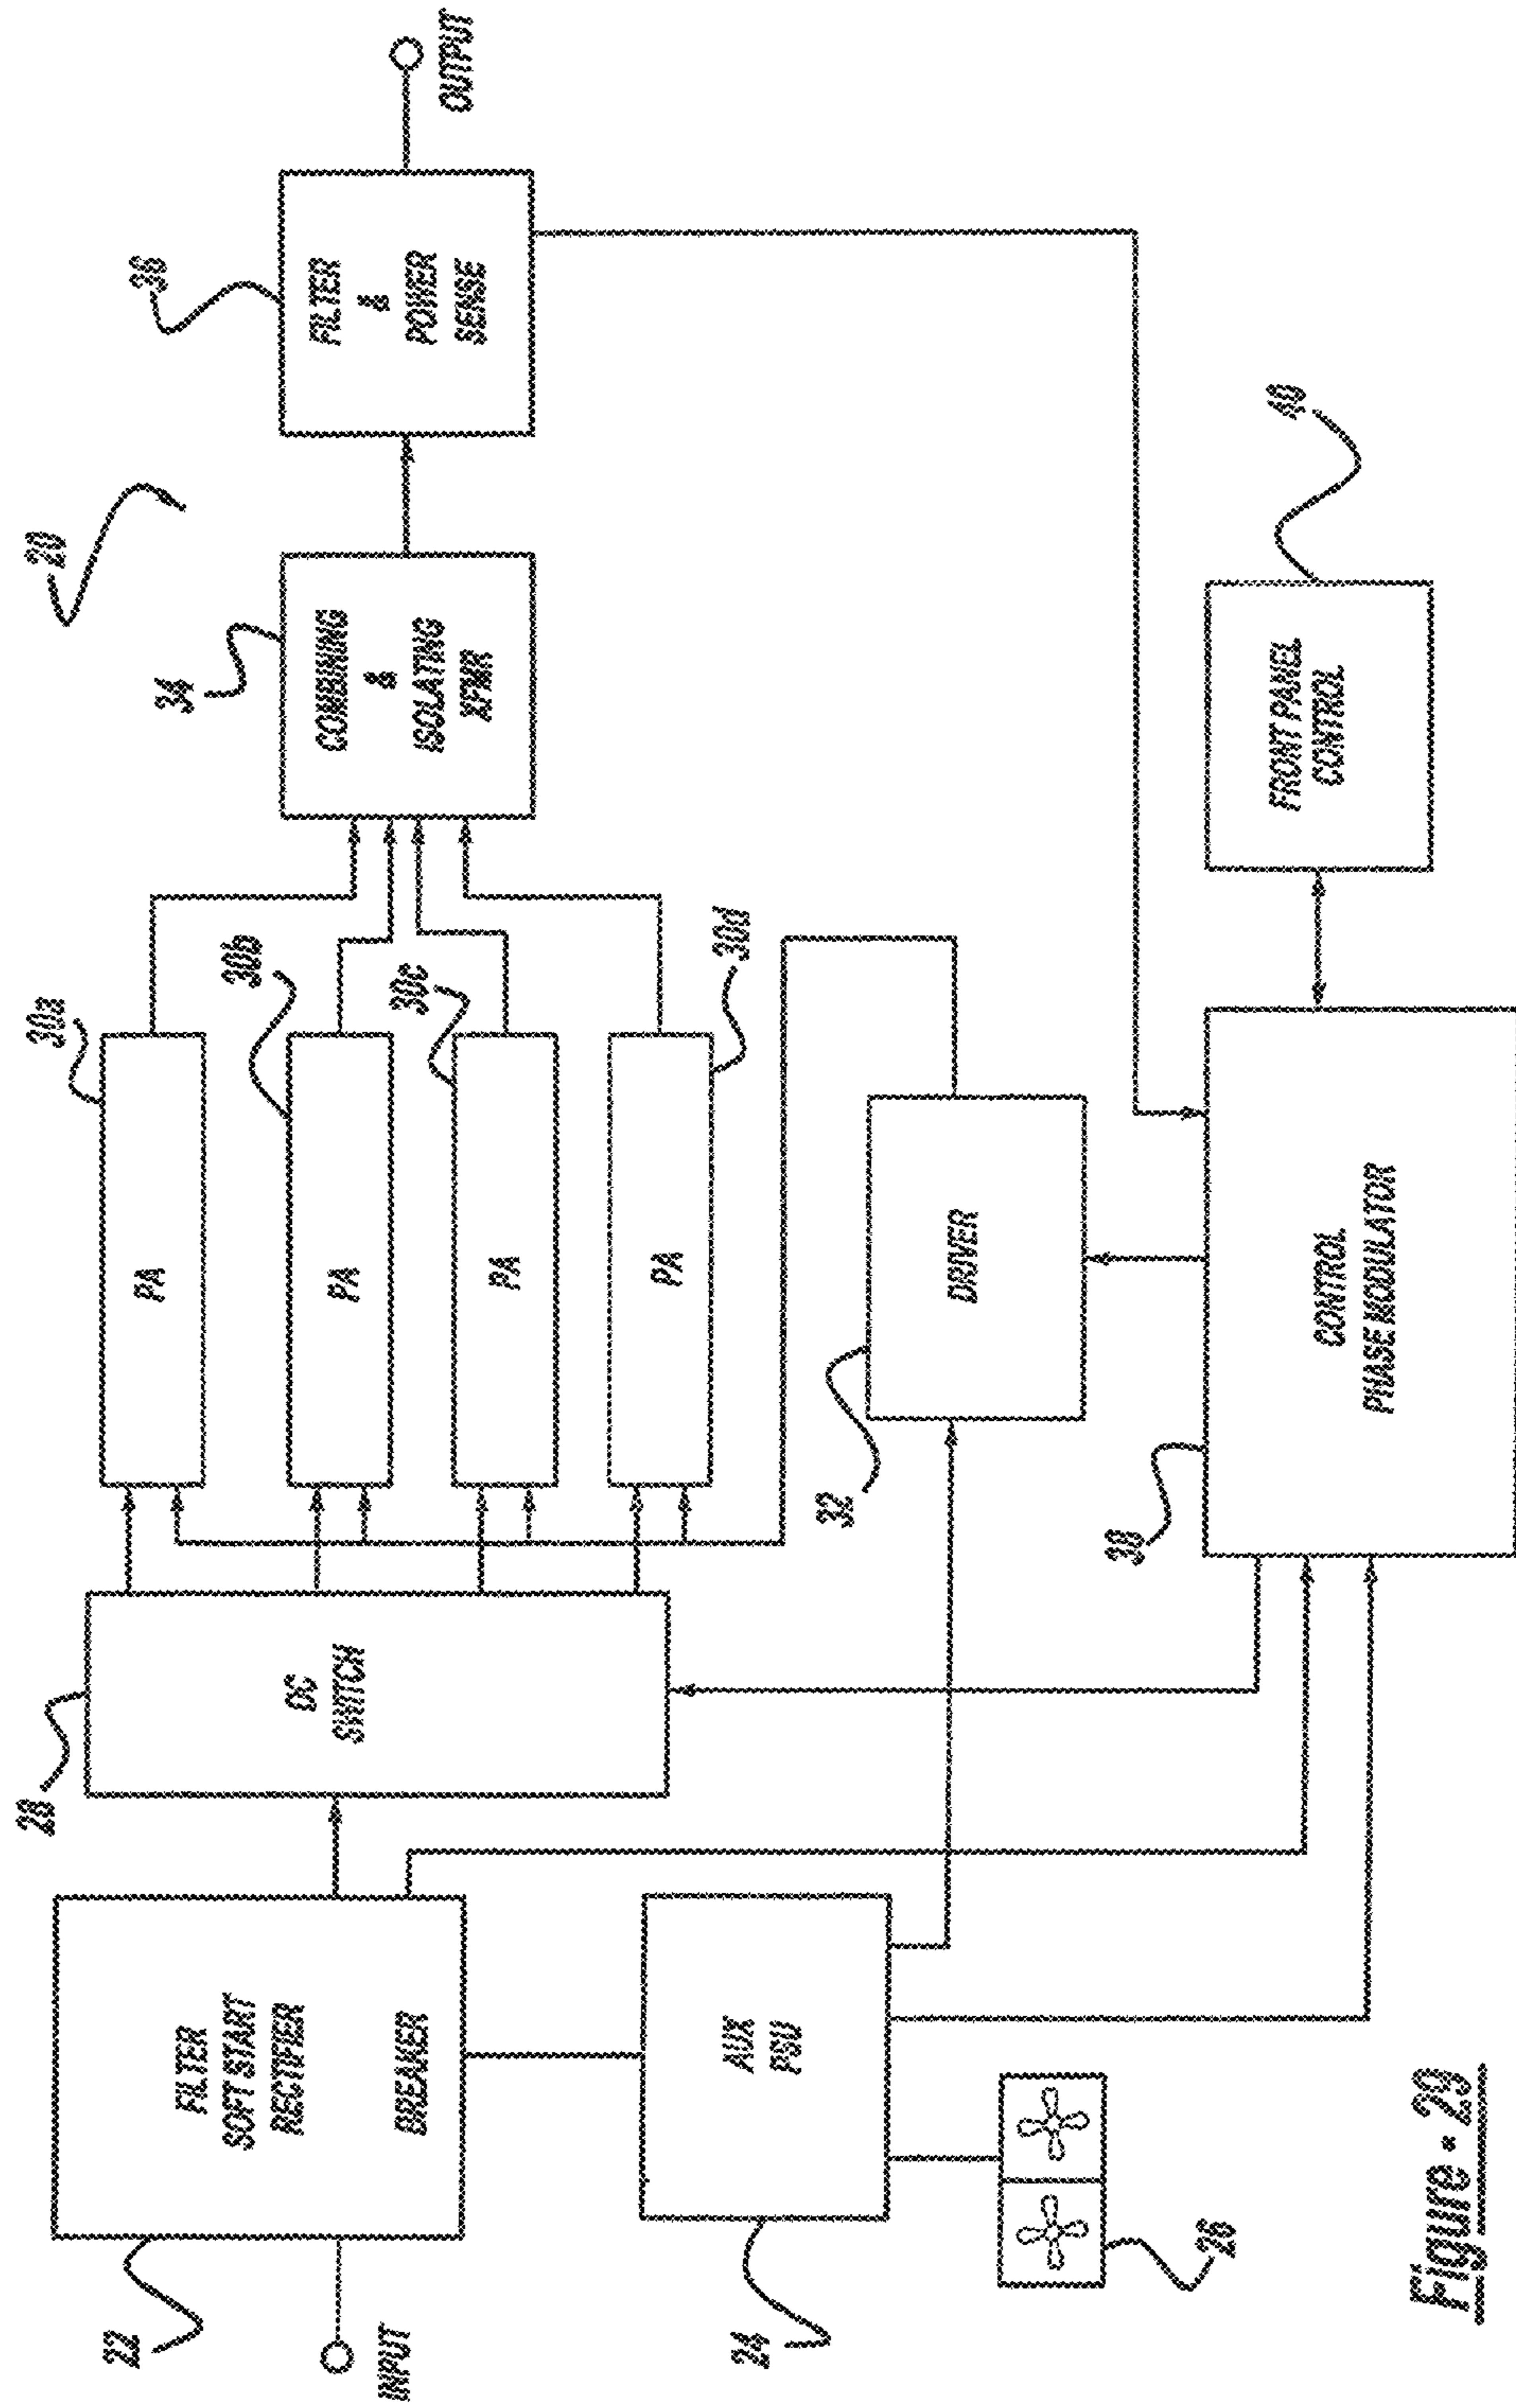 20
22
FILTER
SOFT START
RECTIFIER
BREAKER
INPUT
28
DC
SWITCH
30a
PA
30b
PA
30c
PA
30d
PA
34
COMBINING
&
ISOLATING
XFMR
36
FILTER
&
POWER
SENSE
OUTPUT
24
AUX
PSU
26
32
DRIVER
38
CONTROL
PHASE MODULATOR
40
FRONT PANEL
CONTROL
Figure - 29